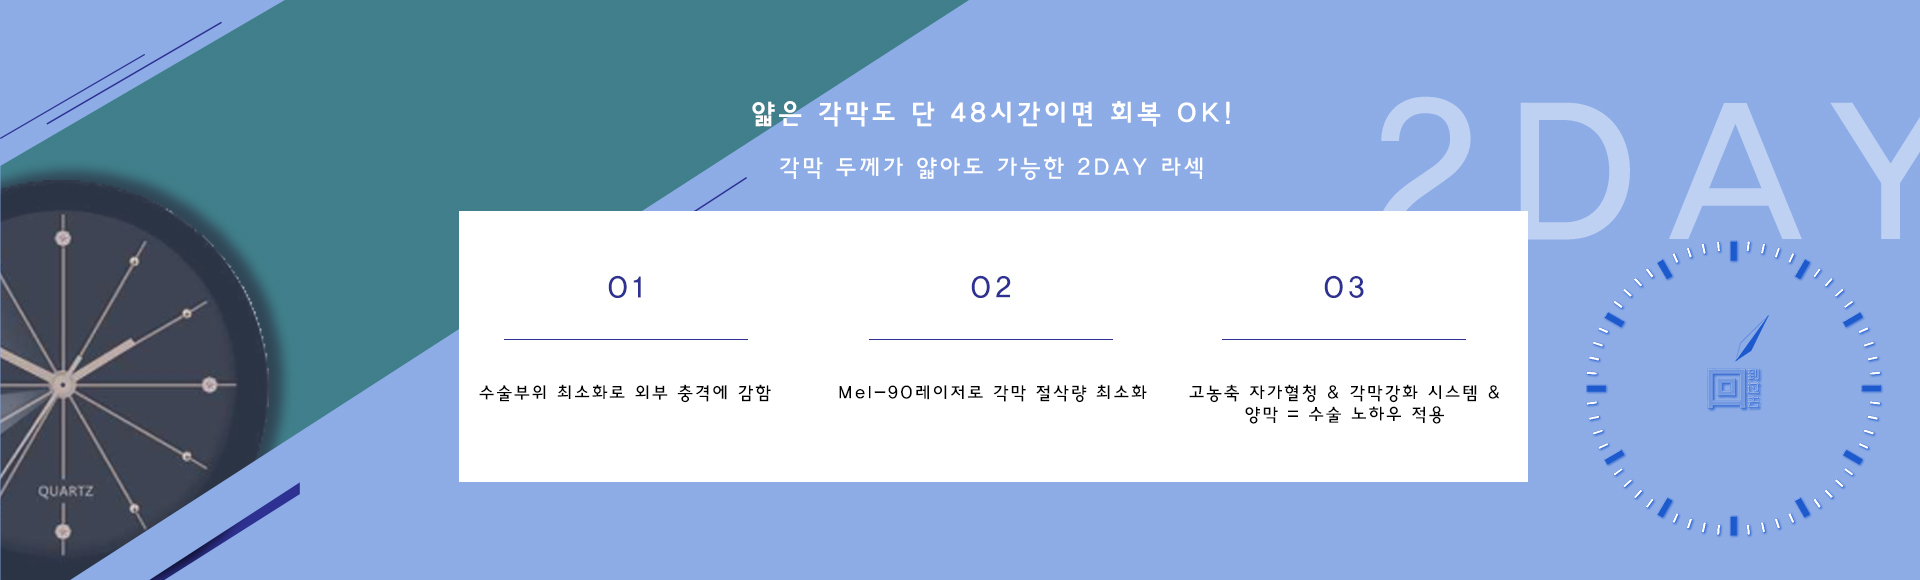 얇은 각막도 단 48시간이면 회복 OK!
각막 두께가 얇아도 가능한 2DAY 라섹
2DAY
01
수술부위 최소화로 외부 충격에 감함
02
Mel-90레이저로 각막 절삭량 최소화
03
고농축 자가혈청 & 각막강화 시스템 &
양막 = 수술 노하우 적용
QUARTZ